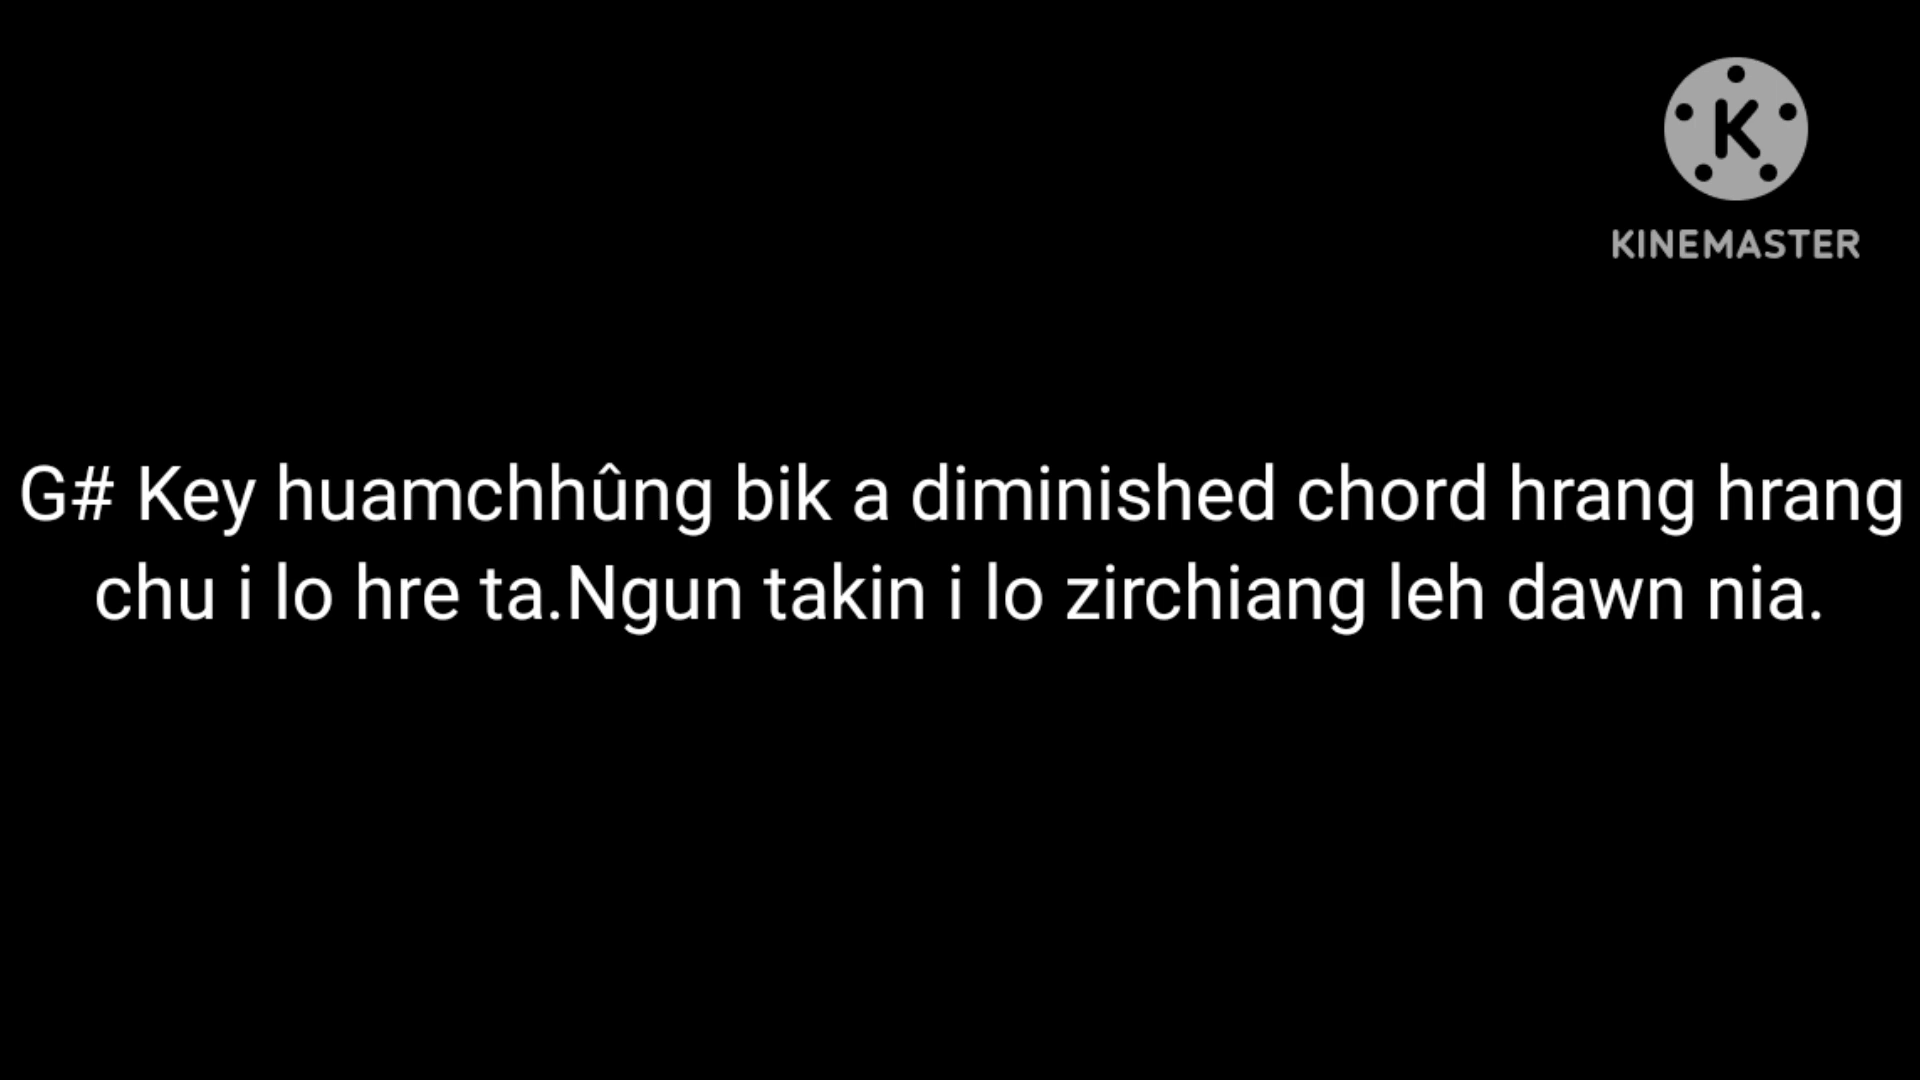 K
KINEMASTER
G# Key huamchhûng bik a diminished chord hrang hrang
chu i lo hre ta.Ngun takin i lo zirchiang leh dawn nia.